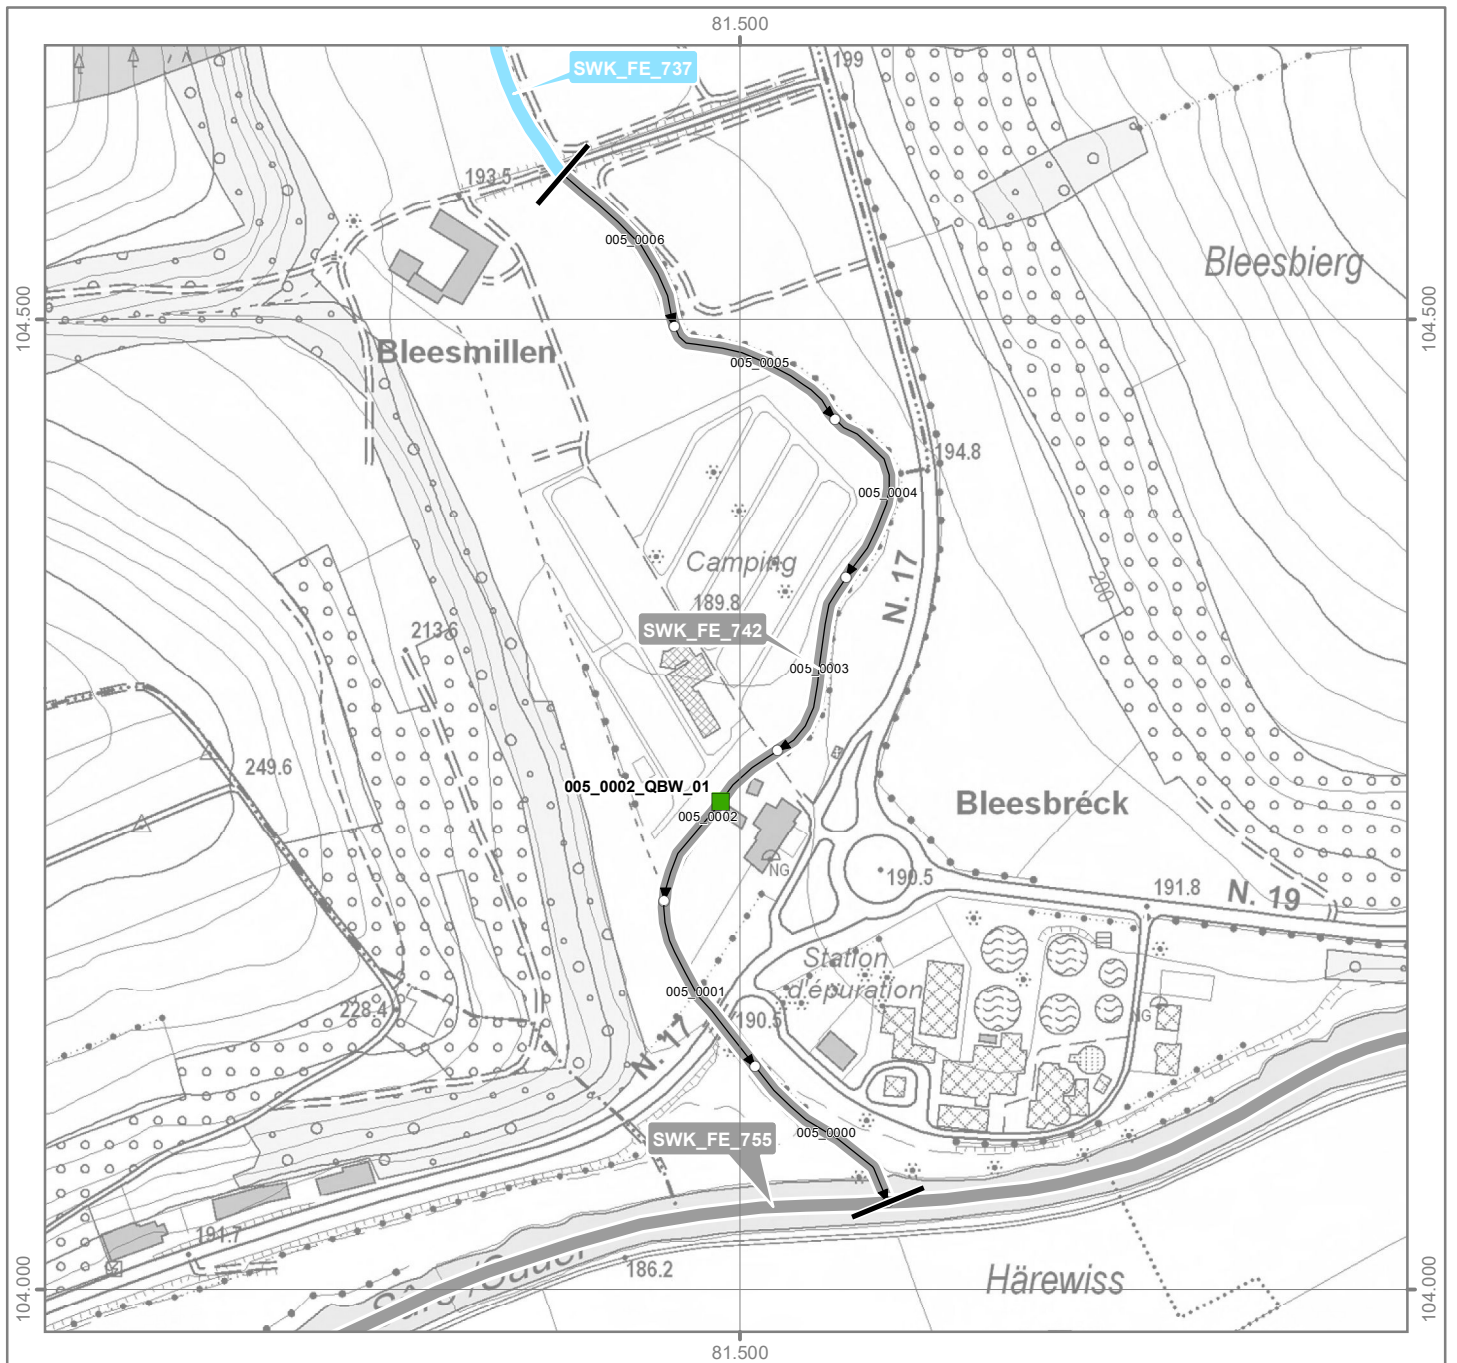 81.500
199
SWK_FE_737
193.5
005_0006
Bleesbierg
104.500
104.500
Bleesmillen
005_0005
194.8
005_0004
Camping
200
N. 17
189.8
SWK_FE_742
213.6
005_0003
249.6
005_0002_QBW_01
005_0002
Bleesbréck
NG
190.5
191.8
N. 19
Station
d'épuration
005_0001
228.4
190.5
NG
N. 17
005_0000
SWK_FE_755
191.7
186.2
Härewiss
104.000
104.000
81.500